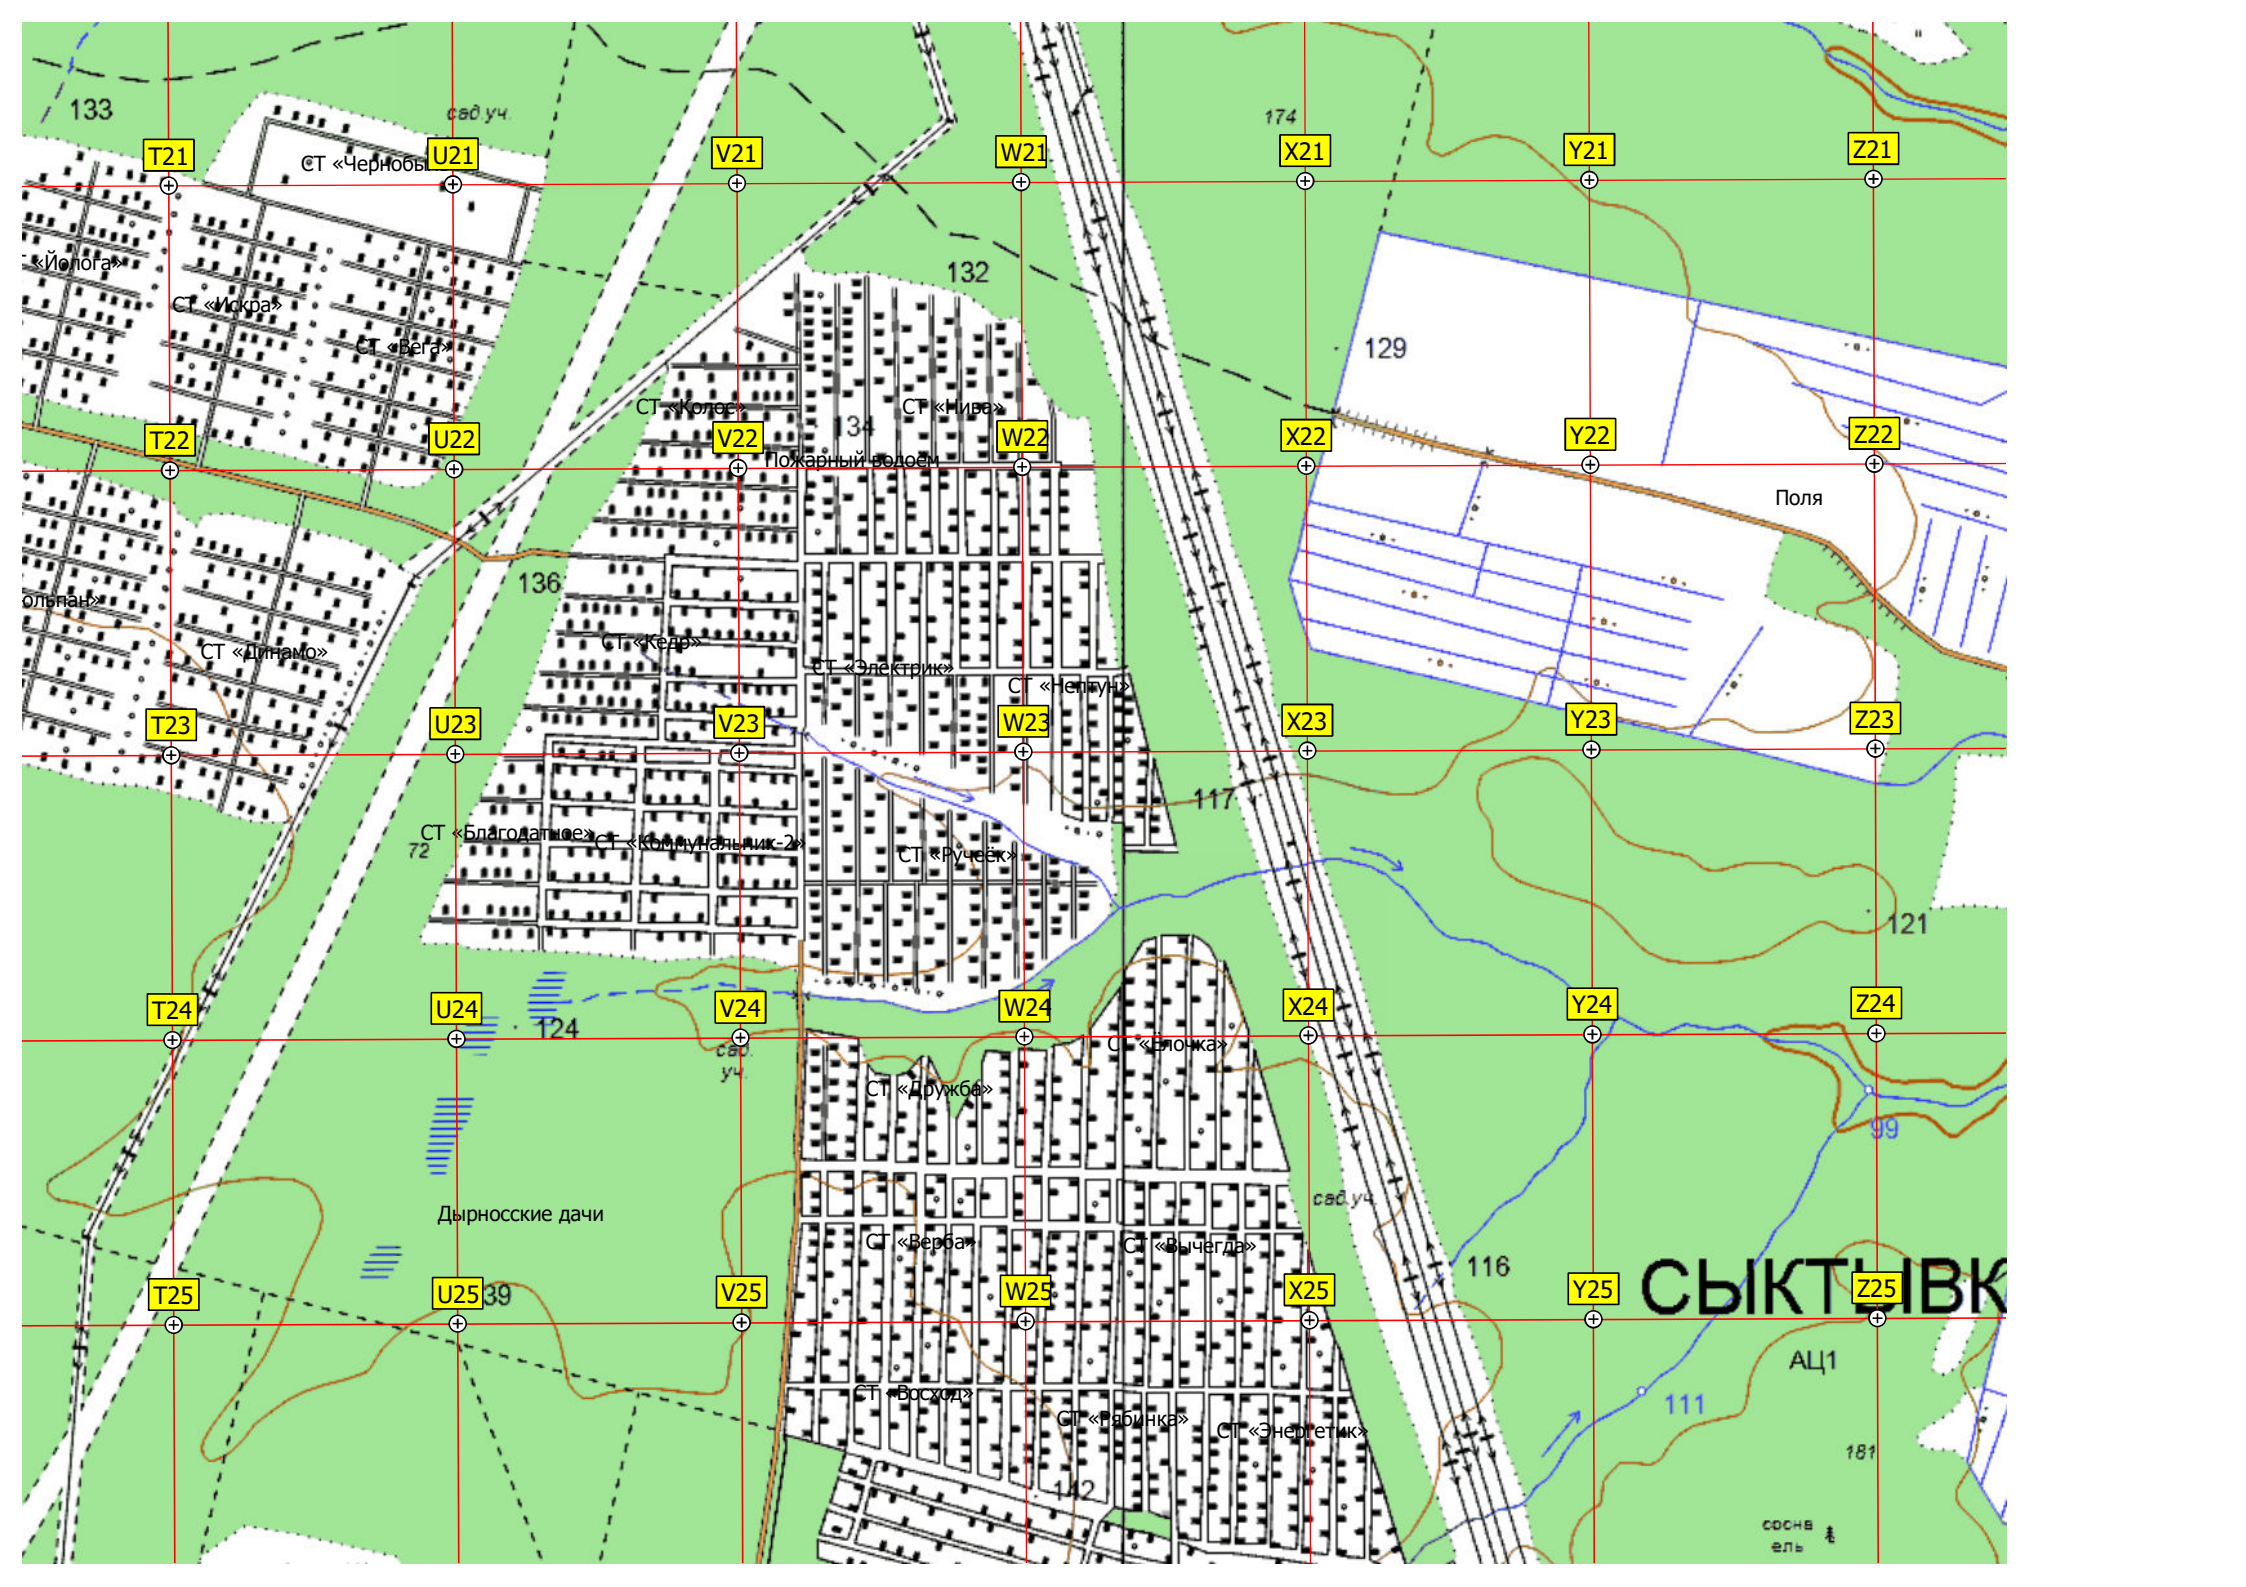 133
сад.уч.
174
T21
СТ «Чернобы
U21
V21
W21
X21
Y21
Z21
«Йолога»
132
СТ «Искра»
СТ «Вега»
129
СТ «Колос»
СТ «Нива»
134
T22
U22
V22
W22
X22
Y22
Z22
Пожарный водоём
Поля
136
ольпан»
СТ «Кедр»
СТ «Динамо»
СТ «Электрик»
СТ «Нептун»
T23
U23
V23
W23
X23
Y23
Z23
117
СТ «Благодатное»
СТ «Коммунальник-2»
72
СТ «Ручеёк»
121
T24
U24
V24
W24
X24
Y24
Z24
124
сад.
уч.
СТ «Ёлочка»
СТ «Дружба»
99
сад.уч.
Дырносские дачи
СТ «Верба»
СТ «Вычегда»
116
СЫКТЫВК
T25
U25
39
V25
W25
X25
Y25
Z25
АЦ1
СТ «Восход»
СТ «Рябинка»
СТ «Энергетик»
111
181
142
сосна
ель